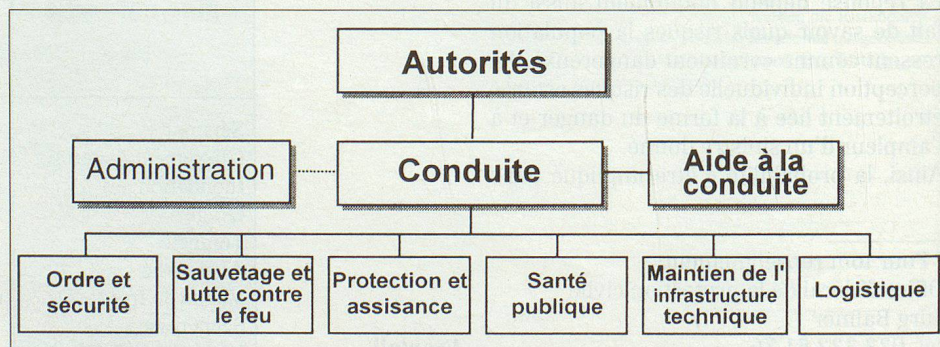 Autorités
Administration
Conduite
Aide à la
conduite
Ordre et
sécurité
Sauvetage et
lutte contre
le feu
Protection et
assisance
Santé
publique
Maintien de l'
infrastructure
technique
Logistique